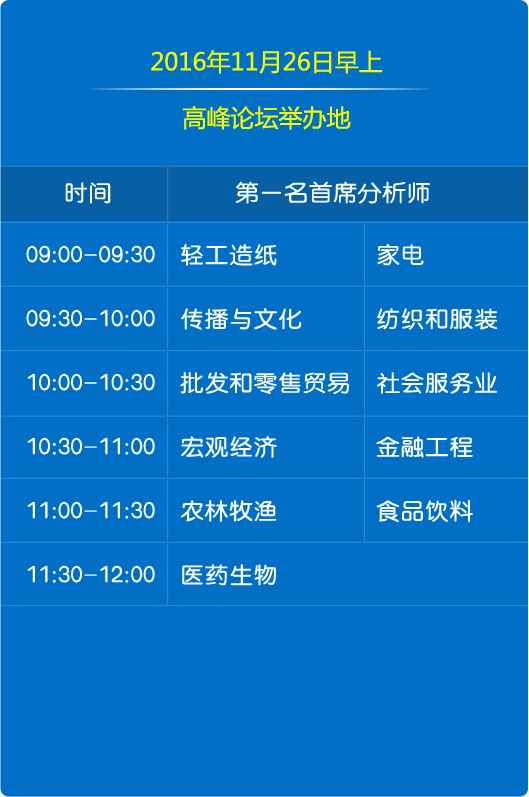 2016年11月26日早上
高峰论坛举办地
时间 第一名首席分析师
09:00-09:30 轻工造纸 家电
09:30-10:00 传播与文化 纺织和服装
10:00-10:30 批发和零售贸易 社会服务业
10:30-11:00 宏观经济 金融工程
11:00-11:30 农林牧渔 食品饮料
11:30-12:00 医药生物